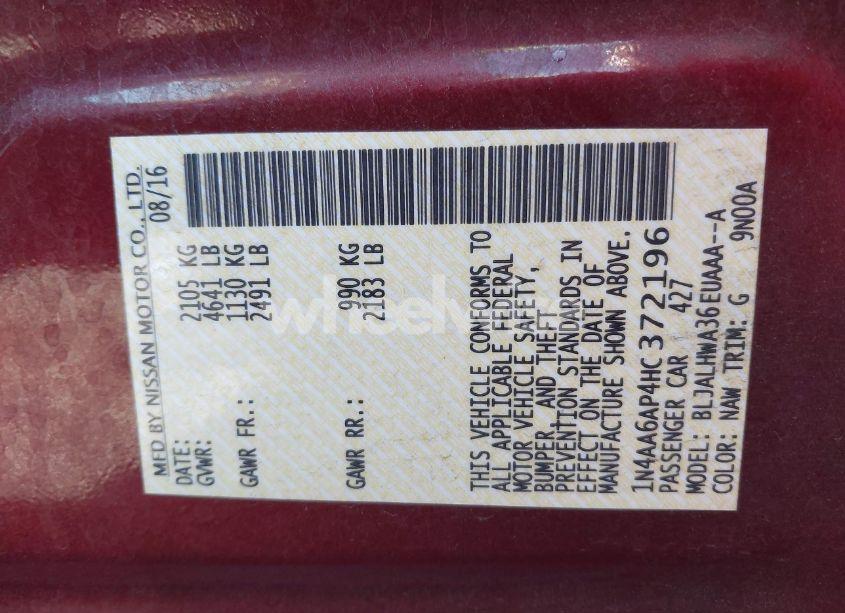 MFD BY NISSAN MOTOR CO., LTD.
DATE: 08/16
GVWR: 2105 KG
4641 LB
GAWR FR.: 1130 KG
2491 LB
GAWR RR.: 990 KG
2183 LB
THIS VEHICLE CONFORMS TO
ALL APPLICABLE FEDERAL
MOTOR VEHICLE SAFETY,
BUMPER, AND THEFT
PREVENTION STANDARDS IN
EFFECT ON THE DATE OF
MANUFACTURE SHOWN ABOVE.
1N4AA6AP4HC372196
PASSENGER CAR 427
MODEL: BLJALHWA36EUAAA--A
COLOR: NAW TRIM: G 9N00A